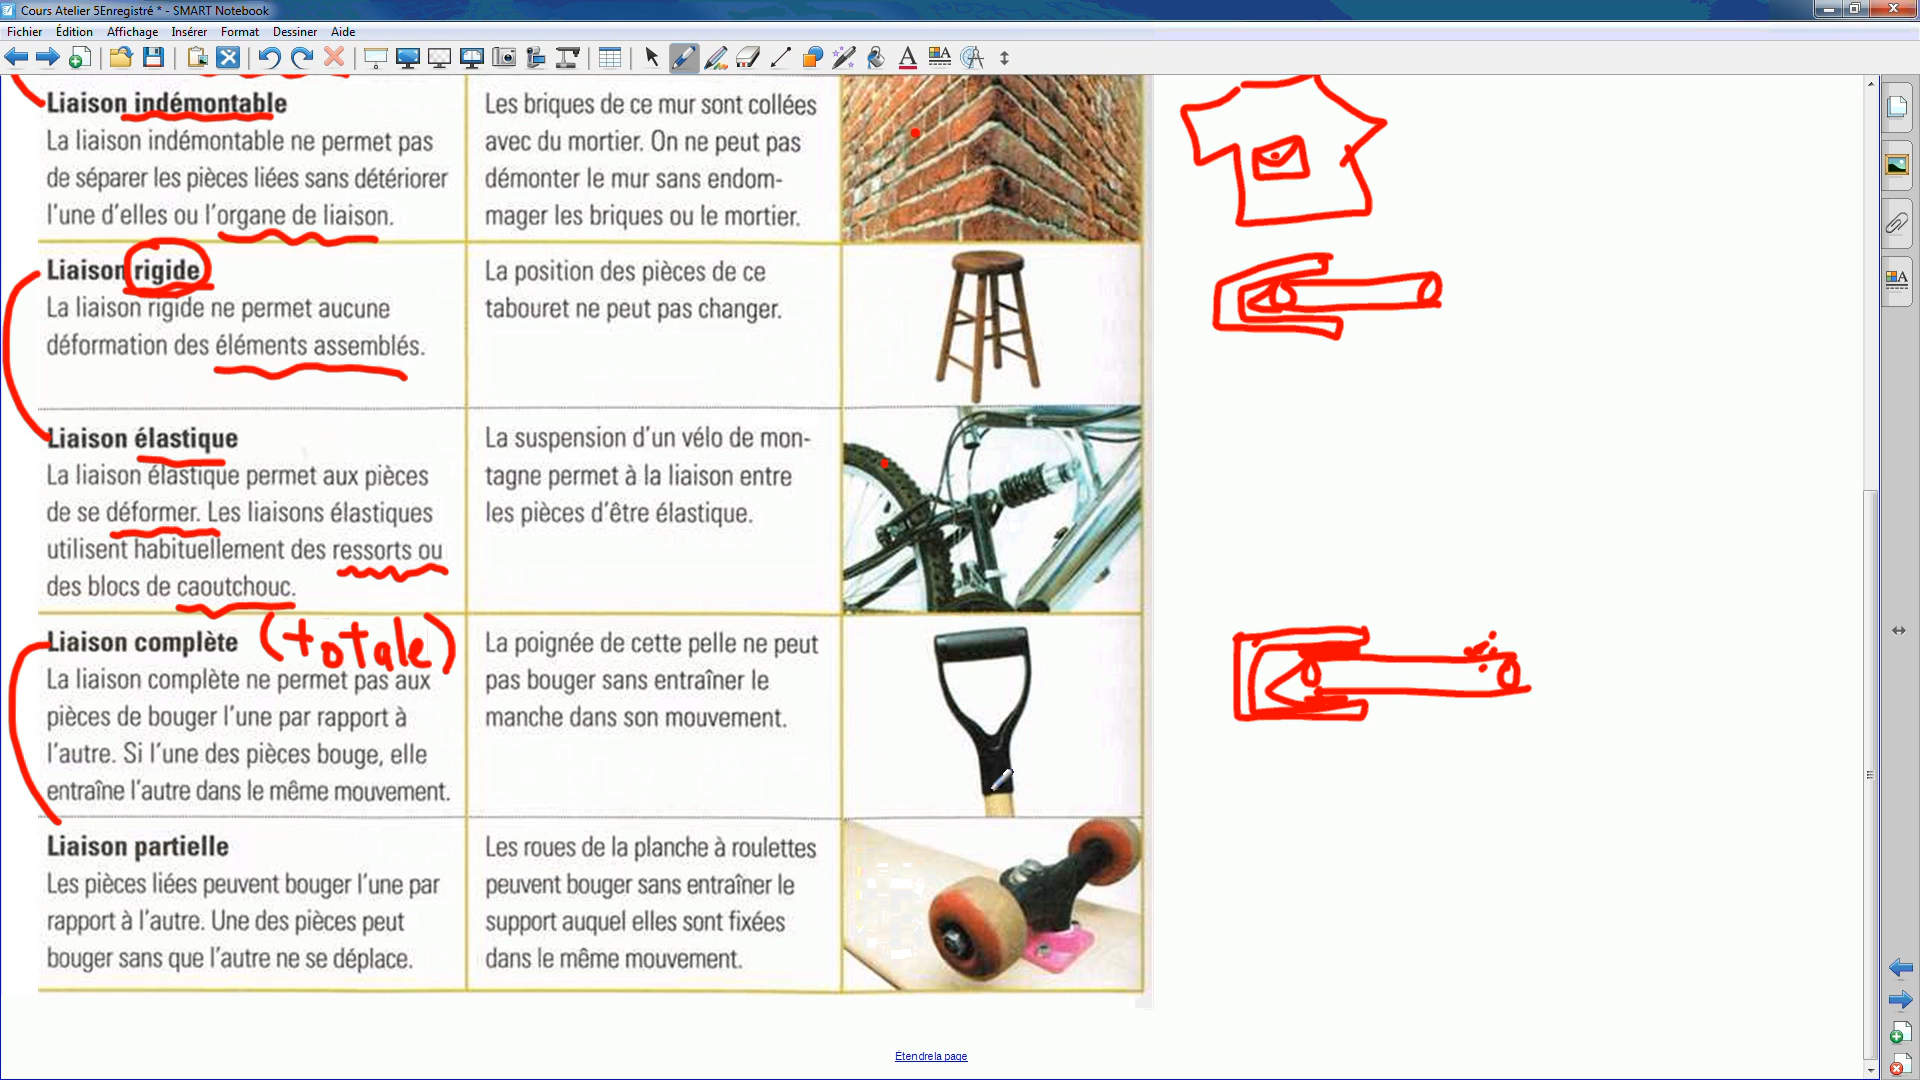 Cours Atelier 5Enregistré * - SMART Notebook
Fichier Édition Affichage Insérer Format Dessiner Aide
Liaison indémontable
La liaison indémontable ne permet pas
de séparer les pièces liées sans détériorer
l'une d'elles ou l'organe de liaison.
Les briques de ce mur sont collées
avec du mortier. On ne peut pas
démonter le mur sans endom-
mager les briques ou le mortier.
Liaison rigide
La liaison rigide ne permet aucune
déformation des éléments assemblés.
La position des pièces de ce
tabouret ne peut pas changer.
Liaison élastique
La liaison élastique permet aux pièces
de se déformer. Les liaisons élastiques
utilisent habituellement des ressorts ou
des blocs de caoutchouc.
La suspension d'un vélo de mon-
tagne permet à la liaison entre
les pièces d'être élastique.
Liaison complète (totale)
La liaison complète ne permet pas aux
pièces de bouger l'une par rapport à
l'autre. Si l'une des pièces bouge, elle
entraîne l'autre dans le même mouvement.
La poignée de cette pelle ne peut
pas bouger sans entraîner le
manche dans son mouvement.
Liaison partielle
Les pièces liées peuvent bouger l'une par
rapport à l'autre. Une des pièces peut
bouger sans que l'autre ne se déplace.
Les roues de la planche à roulettes
peuvent bouger sans entraîner le
support auquel elles sont fixées
dans le même mouvement.
Étendre la page